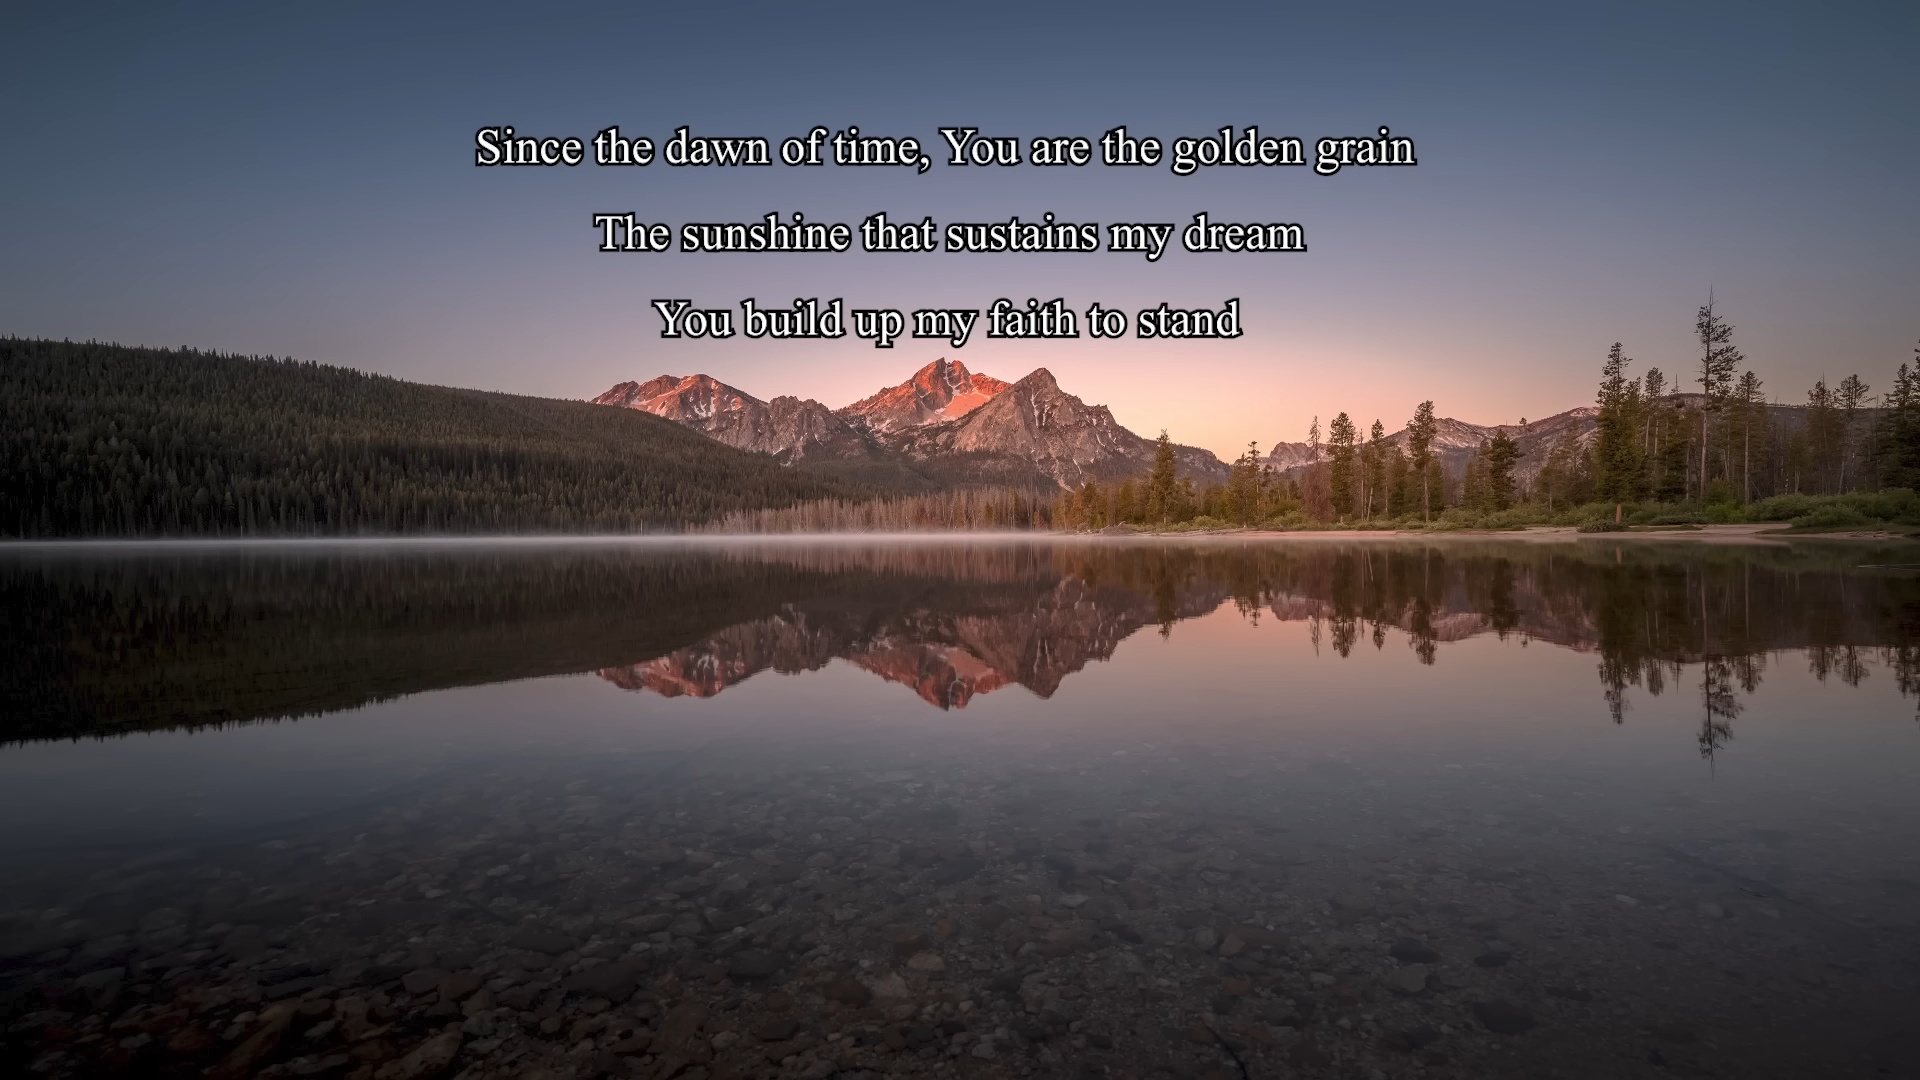 Since the dawn of time, You are the golden grain
The sunshine that sustains my dream
You build up my faith to stand